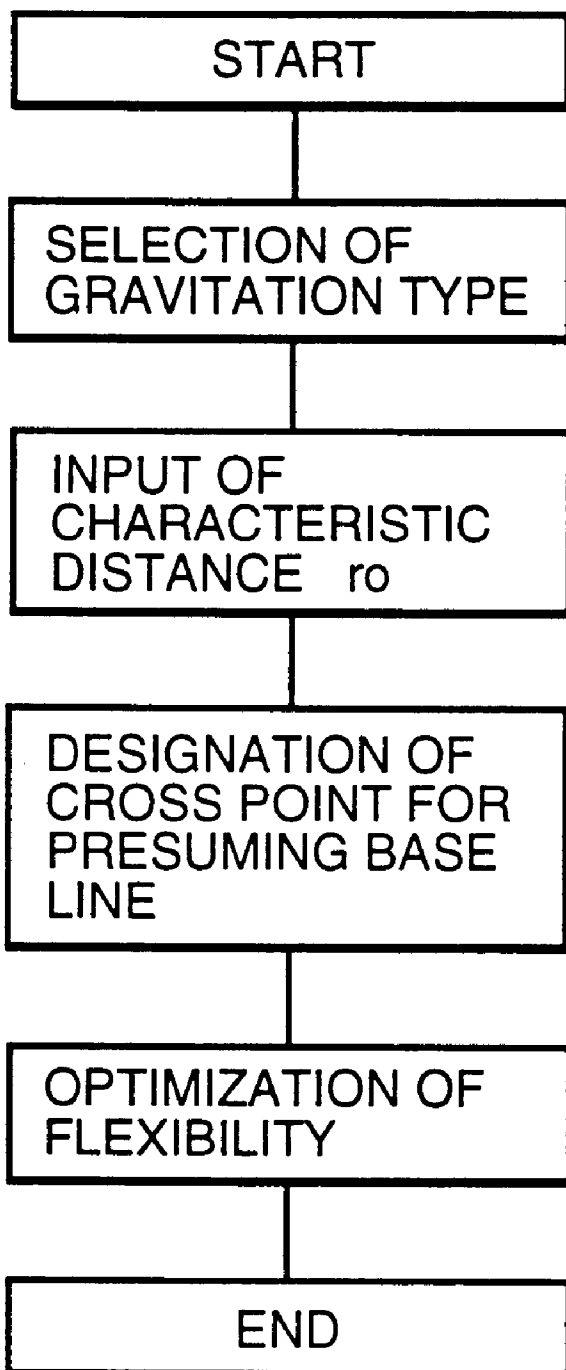 START
SELECTION OF
GRAVITATION TYPE
INPUT OF
CHARACTERISTIC
DISTANCE ro
DESIGNATION OF
CROSS POINT FOR
PRESUMING BASE
LINE
OPTIMIZATION OF
FLEXIBILITY
END